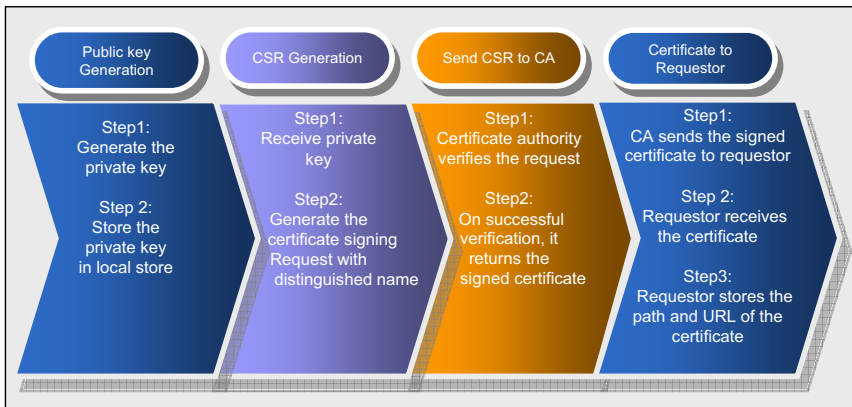 Public key
Generation
Step1:
Generate the
private key
Step 2:
Store the
private key
in local store
CSR Generation
Step1:
Receive private
key
Step2:
Generate the
certificate signing
Request with
distinguished name
Send CSR to CA
Step1:
Certificate authority
verifies the request
Step2:
On successful
verification, it
returns the
signed certificate
Certificate to
Requestor
Step1:
CA sends the signed
certificate to requestor
Step 2:
Requestor receives
the certificate
Step3:
Requestor stores the
path and URL of the
certificate